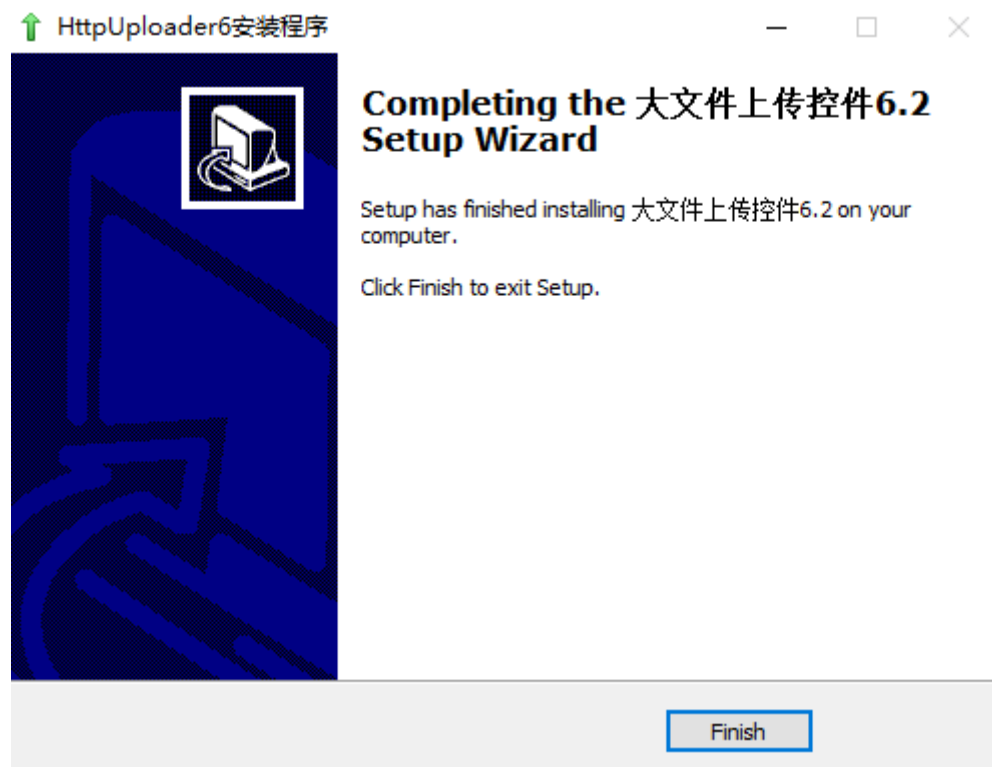 HttpUploader6安装程序
Completing the 大文件上传控件6.2
Setup Wizard
Setup has finished installing 大文件上传控件6.2 on your
computer.
Click Finish to exit Setup.
Finish